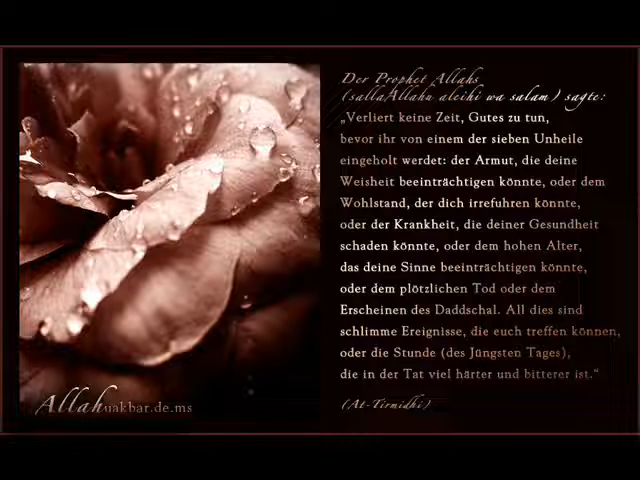 Der Prophet Allahs
(sallaAllahu aleihi wa salam) sagte:
„Verliert keine Zeit, Gutes zu tun,
bevor ihr von einem der sieben Unheile
eingeholt werdet: der Armut, die deine
Weisheit beeinträchtigen könnte, oder dem
Wohlstand, der dich irrefuhren könnte,
oder der Krankheit, die deiner Gesundheit
schaden könnte, oder dem hohen Alter,
das deine Sinne beeinträchtigen könnte,
oder dem plötzlichen Tod oder dem
Erscheinen des Daddschal. All dies sind
schlimme Ereignisse, die euch treffen können,
oder die Stunde (des Jüngsten Tages),
die in der Tat viel härter und bitterer ist.“
(At-Tirmidhi)
Allahuakbar.de.ms